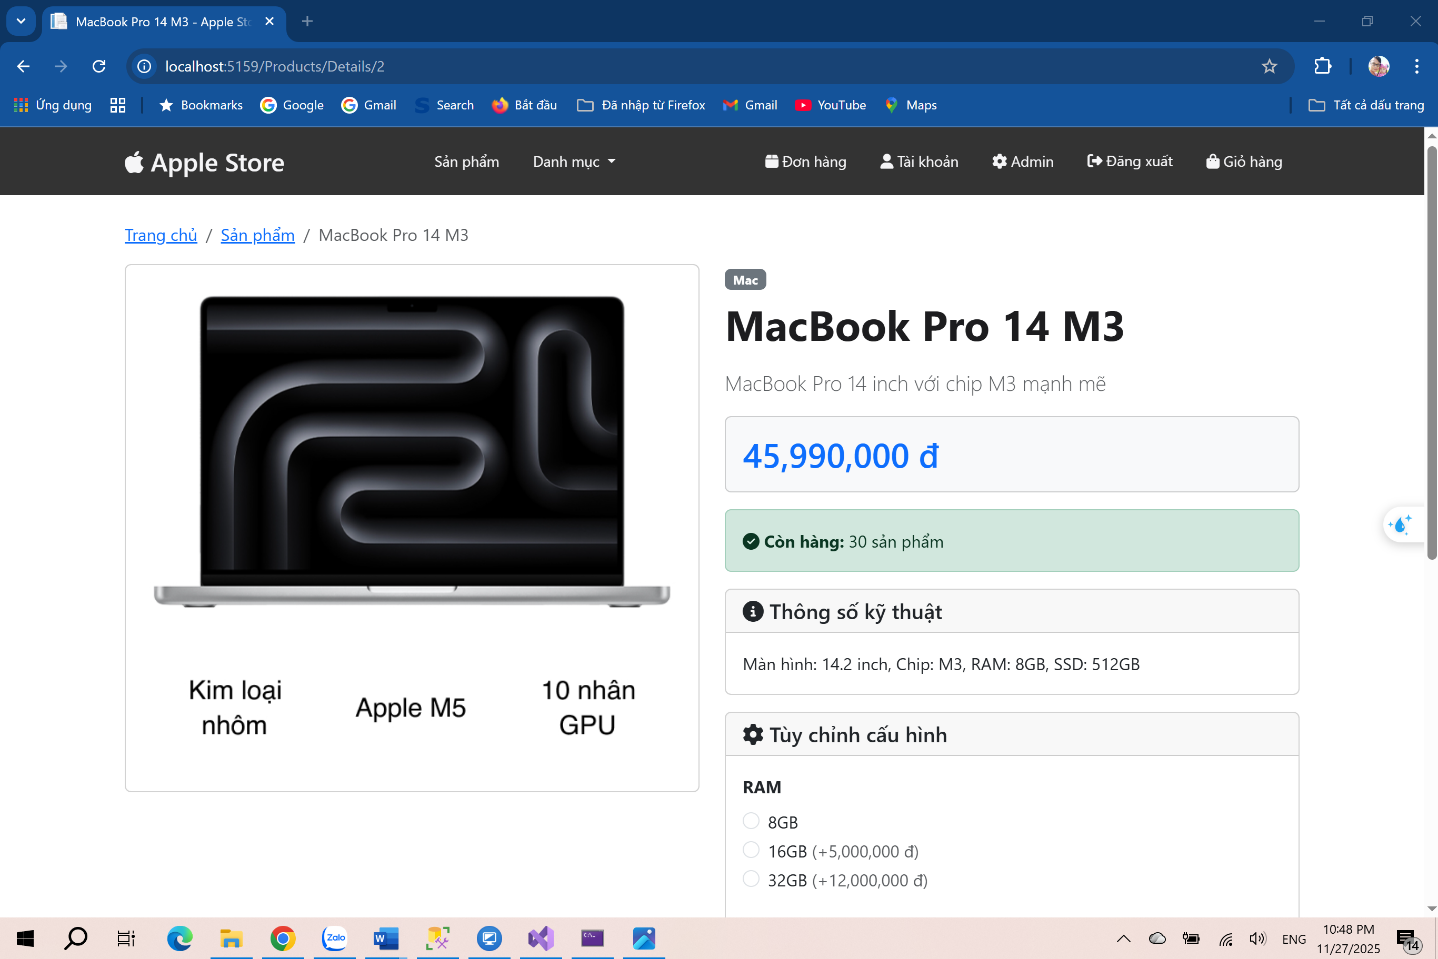 MacBook Pro 14 M3 - Apple Sto
localhost:5159/Products/Details/2
Ứng dụng
Bookmarks
Google
Gmail
Search
Bắt đầu
Đã nhập từ Firefox
Gmail
YouTube
Maps
Tất cả dấu trang
Apple Store
Sản phẩm
Danh mục
Đơn hàng
Tài khoản
Admin
Đăng xuất
Giỏ hàng
Trang chủ / Sản phẩm / MacBook Pro 14 M3
Mac
MacBook Pro 14 M3
MacBook Pro 14 inch với chip M3 mạnh mẽ
45,990,000 đ
Còn hàng: 30 sản phẩm
Thông số kỹ thuật
Màn hình: 14.2 inch, Chip: M3, RAM: 8GB, SSD: 512GB
Kim loại
nhôm
Apple M5
10 nhân
GPU
Tùy chỉnh cấu hình
RAM
8GB
16GB (+5,000,000 đ)
32GB (+12,000,000 đ)
Zalo
ENG
10:48 PM
11/27/2025
14